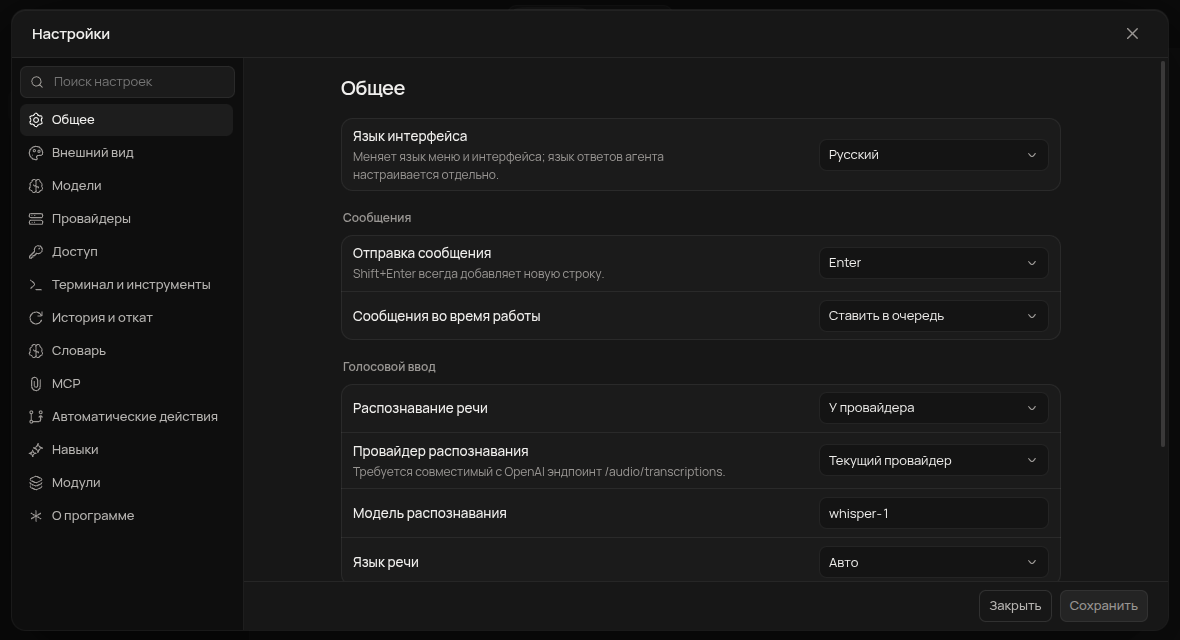 Настройки
Поиск настроек
Общее
Внешний вид
Модели
Провайдеры
Доступ
Терминал и инструменты
История и откат
Словарь
MCP
Автоматические действия
Навыки
Модули
О программе
Общее
Язык интерфейса
Меняет язык меню и интерфейса; язык ответов агента
настраивается отдельно.
Русский
Сообщения
Отправка сообщения
Shift+Enter всегда добавляет новую строку.
Enter
Сообщения во время работы
Ставить в очередь
Голосовой ввод
Распознавание речи
У провайдера
Провайдер распознавания
Требуется совместимый с OpenAI эндпоинт /audio/transcriptions.
Текущий провайдер
Модель распознавания
whisper-1
Язык речи
Авто
Закрыть
Сохранить